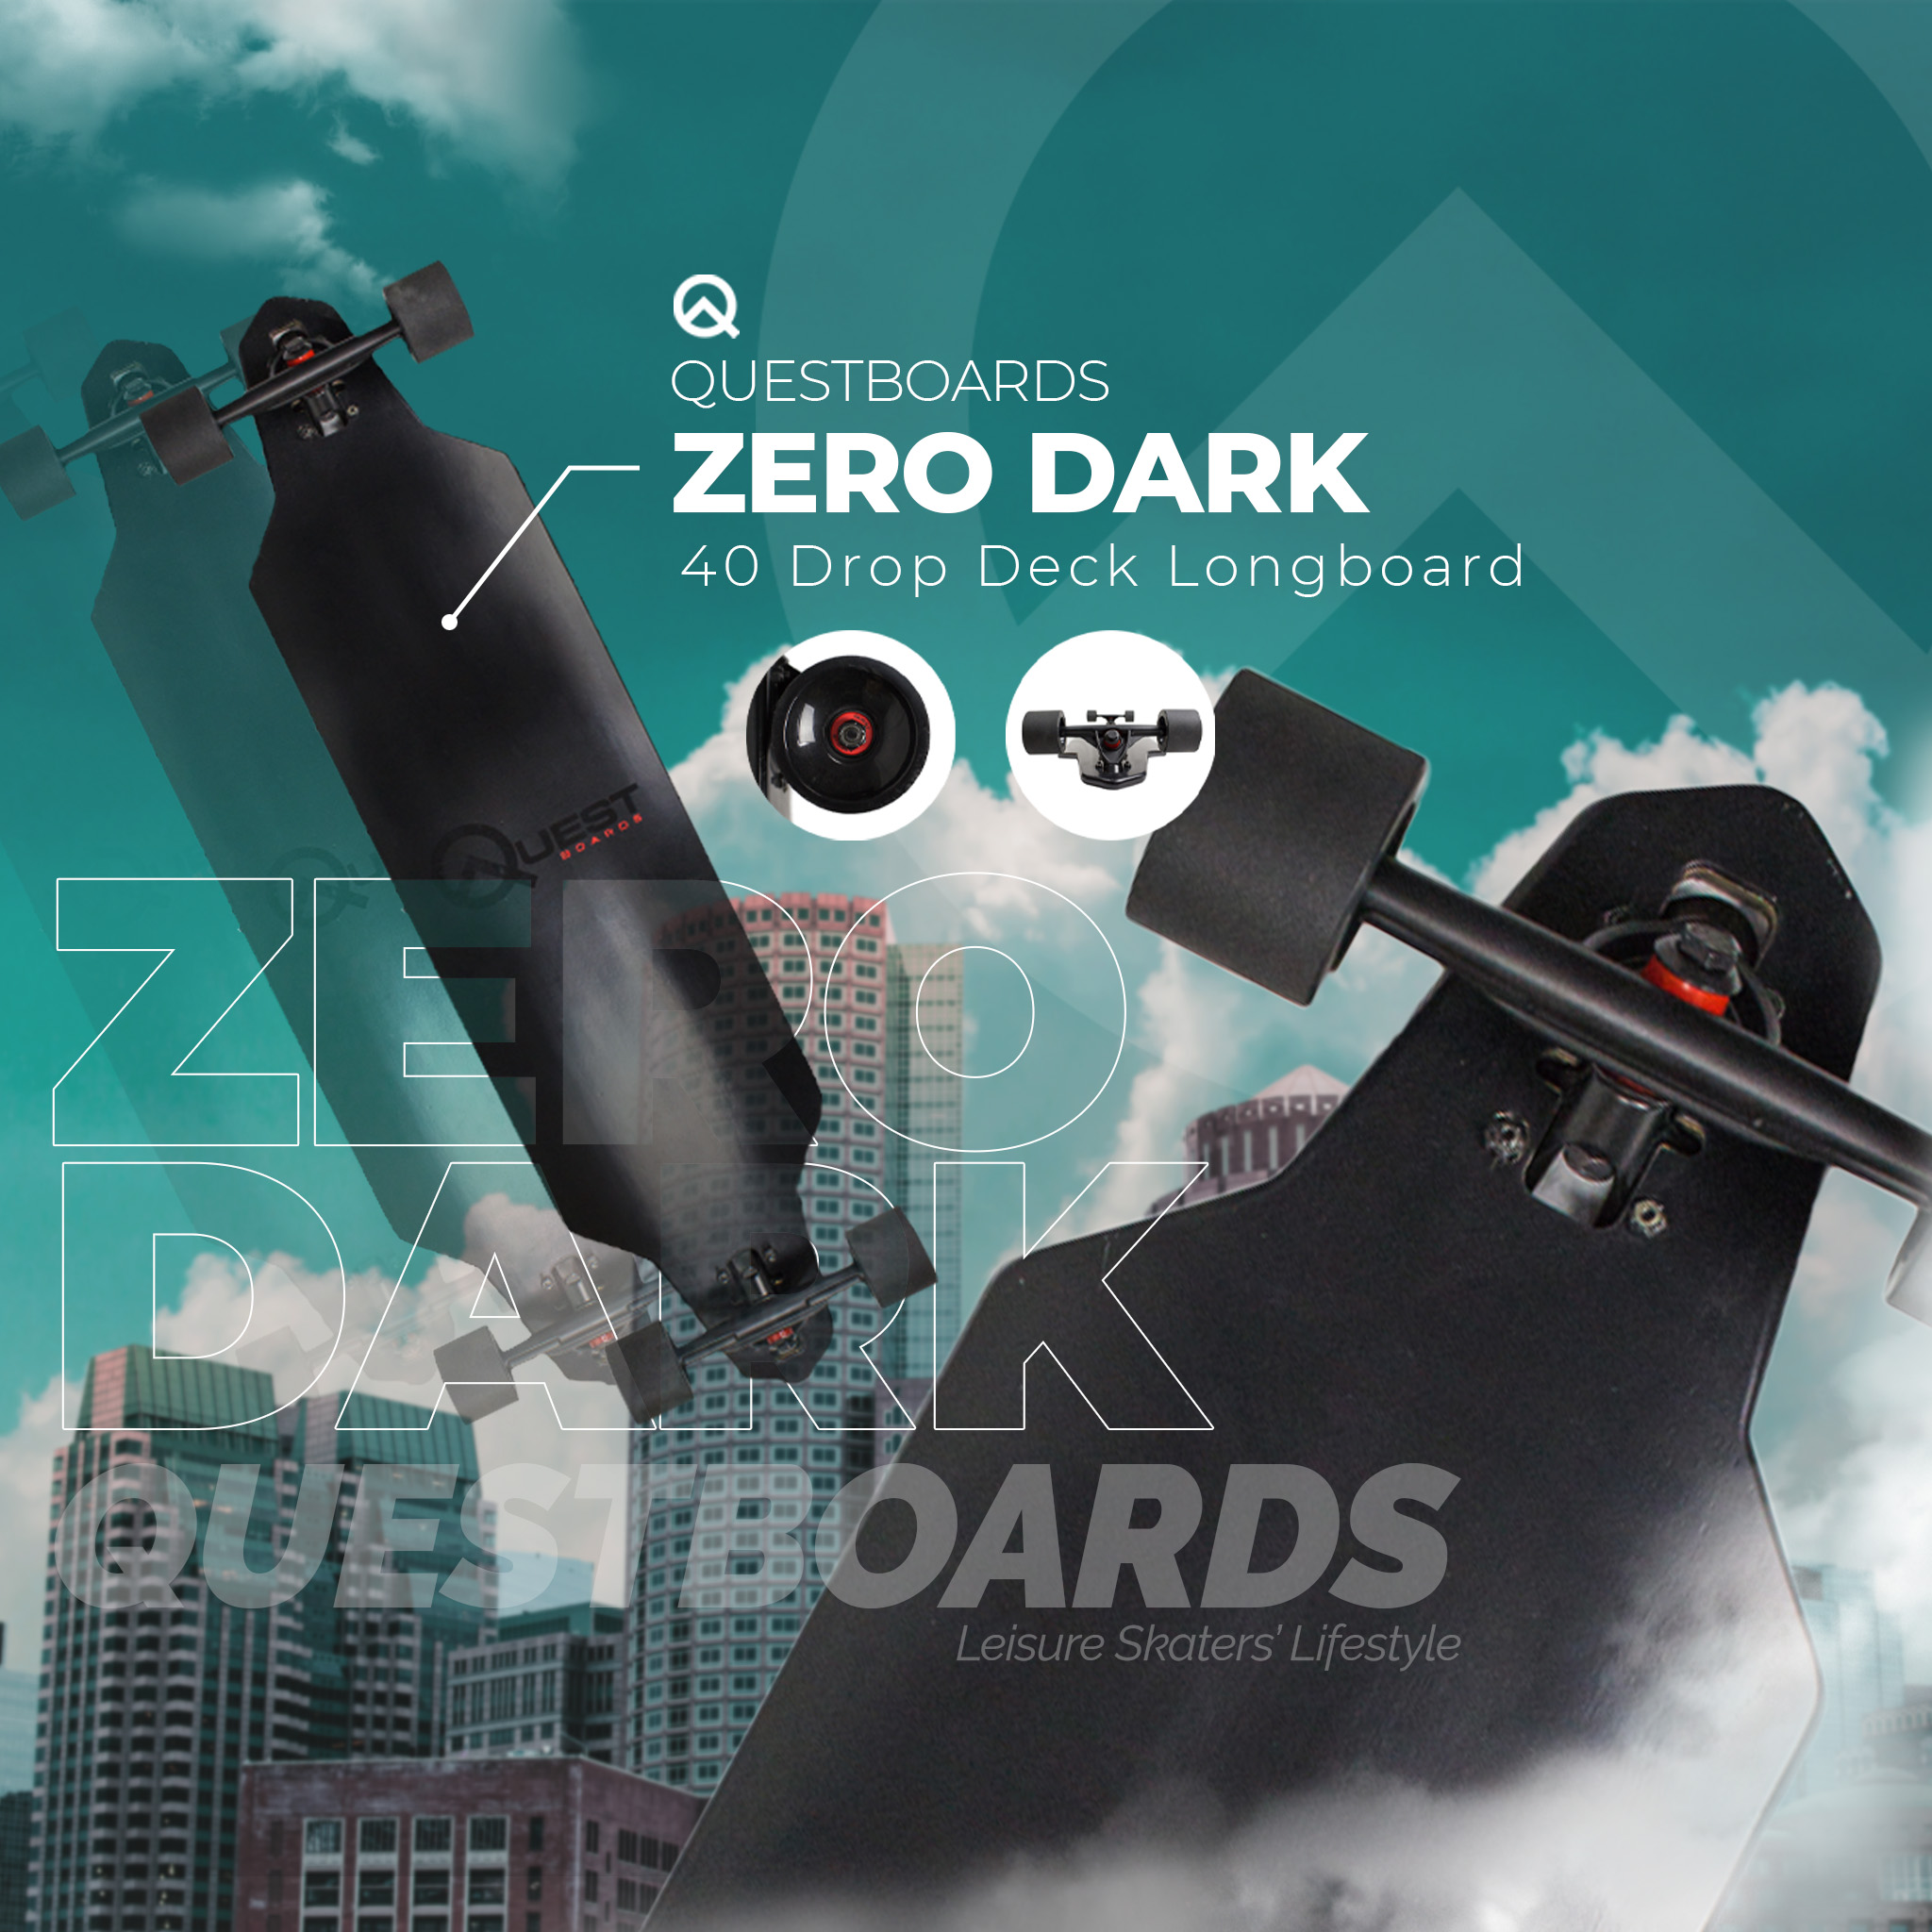 QUESTBOARDS
ZERO DARK
40 Drop Deck Longboard
QUEST
BOARDS
ZERO
DARK
QUESTBOARDS
Leisure Skaters' Lifestyle